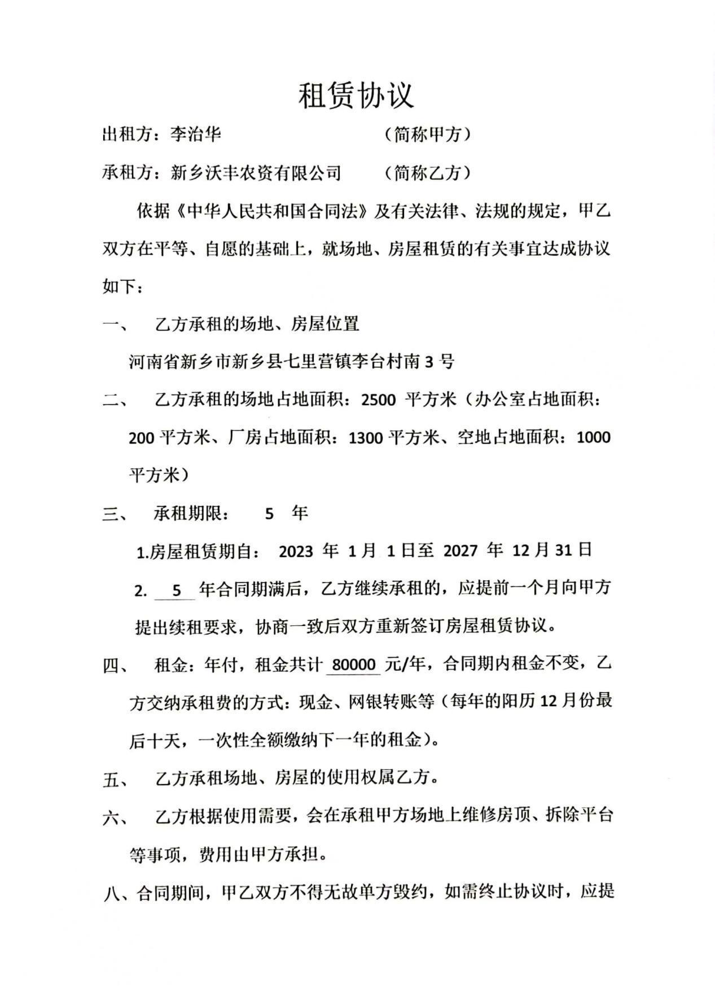 租赁协议
出租方：李治华　　　　　（简称甲方）
承租方：新乡沃丰农资有限公司　　（简称乙方）
依据《中华人民共和国合同法》及有关法律、法规的规定，甲乙
双方在平等、自愿的基础上，就场地、房屋租赁的有关事宜达成协议
如下：
一、 乙方承租的场地、房屋位置
河南省新乡市新乡县七里营镇李台村南 3 号
二、 乙方承租的场地占地面积：2500 平方米（办公室占地面积：
200 平方米、厂房占地面积：1300 平方米、空地占地面积：1000
平方米）
三、 承租期限： 5 年
1.房屋租赁期自： 2023 年 1 月 1 日至 2027 年 12 月 31 日
2. 5 年合同期满后，乙方继续承租的，应提前一个月向甲方
提出续租要求，协商一致后双方重新签订房屋租赁协议。
四、 租金：年付，租金共计 80000 元/年，合同期内租金不变，乙
方交纳承租费的方式：现金、网银转账等（每年的阳历 12 月份最
后十天，一次性全额缴纳下一年的租金）。
五、 乙方承租场地、房屋的使用权属乙方。
六、 乙方根据使用需要，会在承租甲方场地上维修房顶、拆除平台
等事项，费用由甲方承担。
八、合同期间，甲乙双方不得无故单方毁约，如需终止协议时，应提